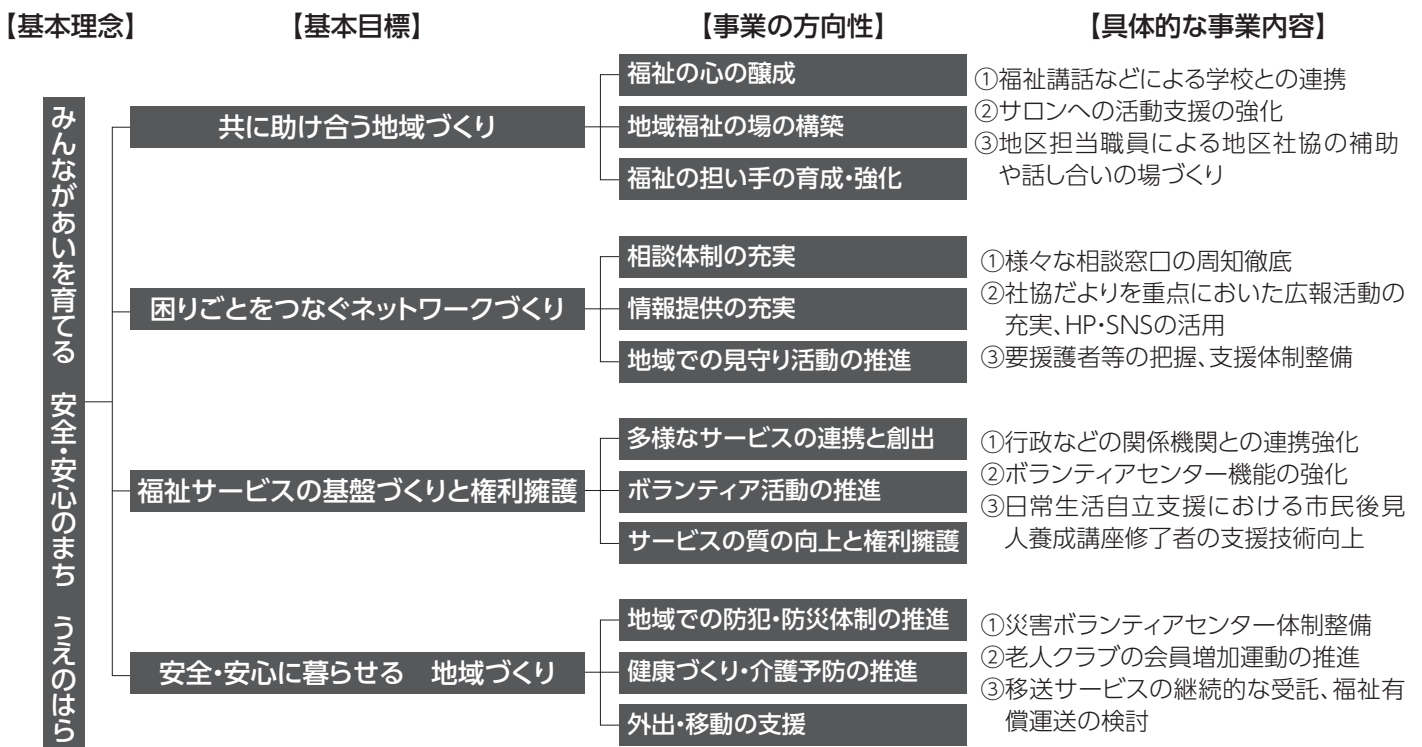 【基本理念】
【基本目標】
【事業の方向性】
【具体的な事業内容】
みんながあいを育てる 安全・安心のまち うえのはら
共に助け合う地域づくり
福祉の心の醸成
地域福祉の場の構築
福祉の担い手の育成・強化
①福祉講話などによる学校との連携
②サロンへの活動支援の強化
③地区担当職員による地区社協の補助
や話し合いの場づくり
困りごとをつなぐネットワークづくり
相談体制の充実
情報提供の充実
地域での見守り活動の推進
①様々な相談窓口の周知徹底
②社協だよりを重点においた広報活動の
充実、HP・SNSの活用
③要援護者等の把握、支援体制整備
福祉サービスの基盤づくりと権利擁護
多様なサービスの連携と創出
ボランティア活動の推進
サービスの質の向上と権利擁護
①行政などの関係機関との連携強化
②ボランティアセンター機能の強化
③日常生活自立支援における市民後見
人養成講座修了者の支援技術向上
安全・安心に暮らせる 地域づくり
地域での防犯・防災体制の推進
健康づくり・介護予防の推進
外出・移動の支援
①災害ボランティアセンター体制整備
②老人クラブの会員増加運動の推進
③移送サービスの継続的な受託、福祉有
償運送の検討